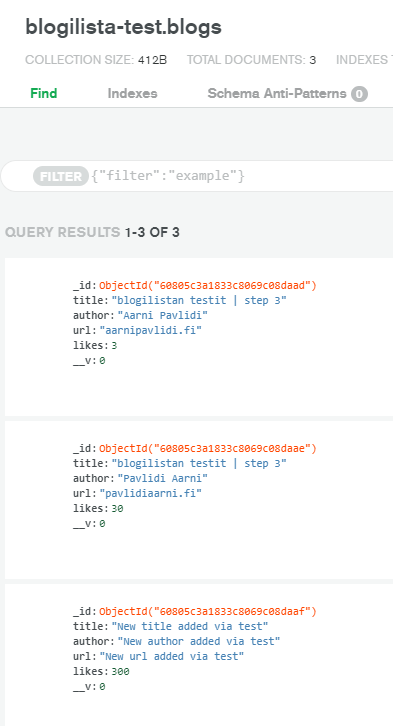 blogilista-test.blogs
COLLECTION SIZE: 412B TOTAL DOCUMENTS: 3 INDEXES
Find Indexes Schema Anti-Patterns 0
FILTER {"filter":"example"}
QUERY RESULTS 1-3 OF 3
_id: ObjectId("60805c3a1833c8069c08daad")
title: "blogilistan testit | step 3"
author: "Aarni Pavlidi"
url: "aarnipavlidi.fi"
likes: 3
__v: 0
_id: ObjectId("60805c3a1833c8069c08daae")
title: "blogilistan testit | step 3"
author: "Pavlidi Aarni"
url: "pavlidiaarni.fi"
likes: 30
__v: 0
_id: ObjectId("60805c3a1833c8069c08daaf")
title: "New title added via test"
author: "New author added via test"
url: "New url added via test"
likes: 300
__v: 0